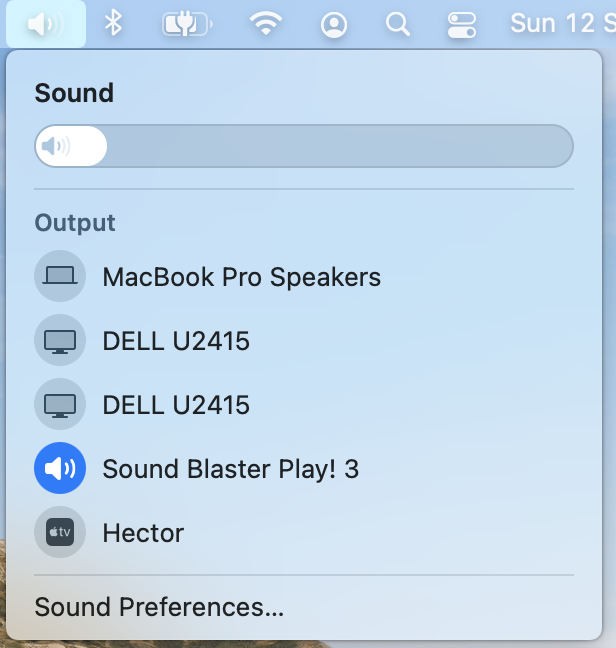 Sun 12 S
Sound
Output
MacBook Pro Speakers
DELL U2415
DELL U2415
Sound Blaster Play! 3
tv
Hector
Sound Preferences...